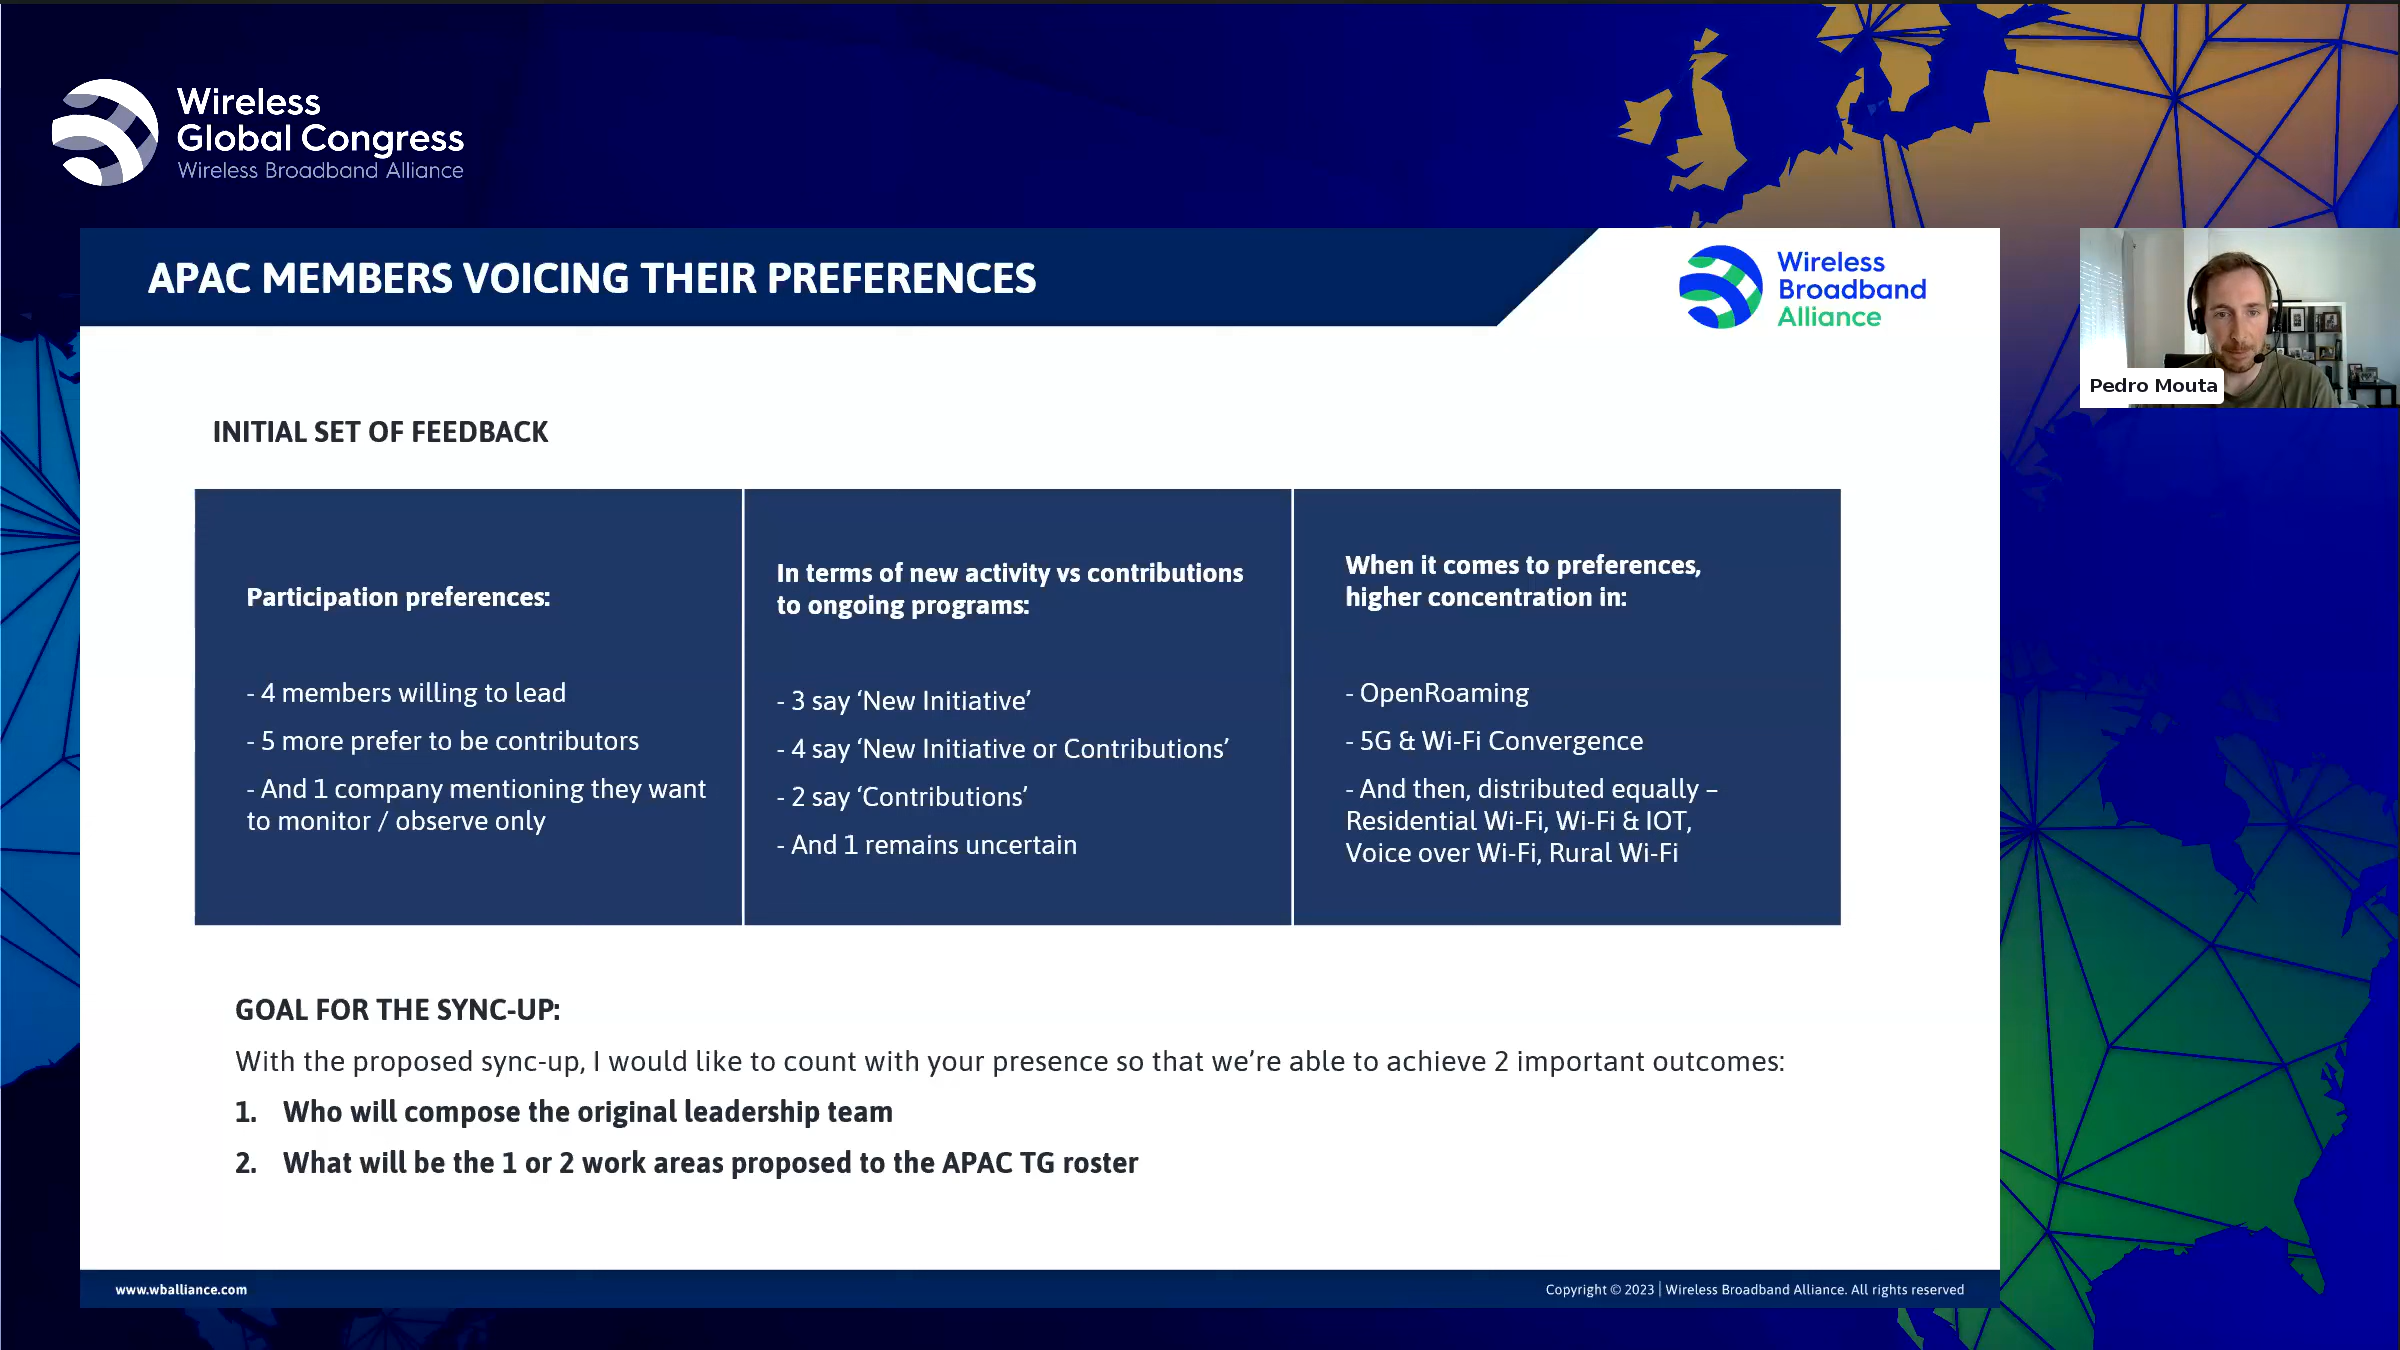 Wireless
Global Congress
Wireless Broadband Alliance
APAC MEMBERS VOICING THEIR PREFERENCES
Wireless
Broadband
Alliance
Pedro Mouta
INITIAL SET OF FEEDBACK
Participation preferences:
- 4 members willing to lead
- 5 more prefer to be contributors
- And 1 company mentioning they want
to monitor / observe only
In terms of new activity vs contributions
to ongoing programs:
- 3 say ‘New Initiative’
- 4 say ‘New Initiative or Contributions’
- 2 say ‘Contributions’
- And 1 remains uncertain
When it comes to preferences,
higher concentration in:
- OpenRoaming
- 5G & Wi-Fi Convergence
- And then, distributed equally –
Residential Wi-Fi, Wi-Fi & IOT,
Voice over Wi-Fi, Rural Wi-Fi
GOAL FOR THE SYNC-UP:
With the proposed sync-up, I would like to count with your presence so that we’re able to achieve 2 important outcomes:
1. Who will compose the original leadership team
2. What will be the 1 or 2 work areas proposed to the APAC TG roster
www.wballiance.com
Copyright © 2023 | Wireless Broadband Alliance. All rights reserved